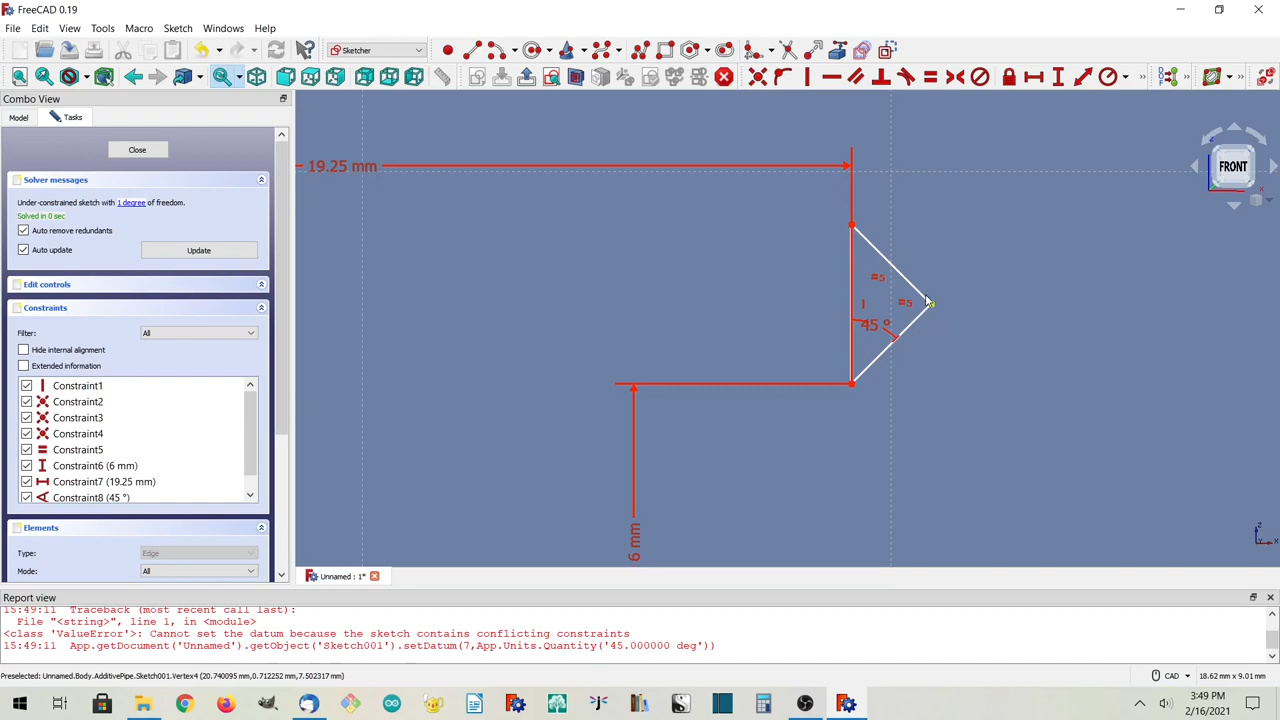 FreeCAD 0.19
File Edit View Tools Macro Sketch Windows Help
Sketcher
Combo View
Model Tasks
Close
Solver messages
Under-constrained sketch with 1 degree of freedom.
Solved in 0 sec
Auto remove redundants
Auto update
Update
Edit controls
Constraints
Filter: All
Hide internal alignment
Extended information
Constraint1
Constraint2
Constraint3
Constraint4
Constraint5
Constraint6 (6 mm)
Constraint7 (19.25 mm)
Constraint8 (45 °)
Elements
Type: Edge
Mode: All
19.25 mm
=5
=5
45 °
6 mm
FRONT
Unnamed : 1*
Report view
15:49:11 Traceback (most recent call last):
File "<string>", line 1, in <module>
<class 'ValueError'>: Cannot set the datum because the sketch contains conflicting constraints
15:49:11 App.getDocument('Unnamed').getObject('Sketch001').setDatum(7,App.Units.Quantity('45.000000 deg'))
Preselected: Unnamed.Body.AdditivePipe.Sketch001.Vertex4 (20.740095 mm,0.712252 mm,7.502317 mm)
CAD
18.62 mm × 9.01 mm
3:49 PM
2/16/2021